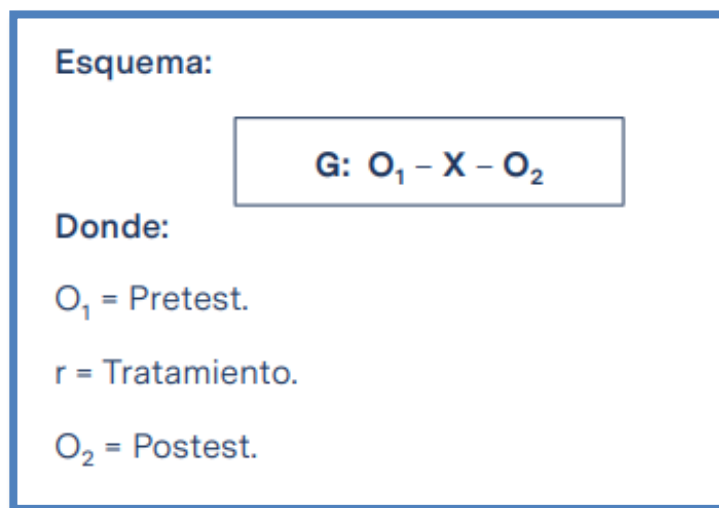 Esquema:
G: O₁ – X – O₂
Donde:
O₁ = Pretest.
r = Tratamiento.
O₂ = Postest.